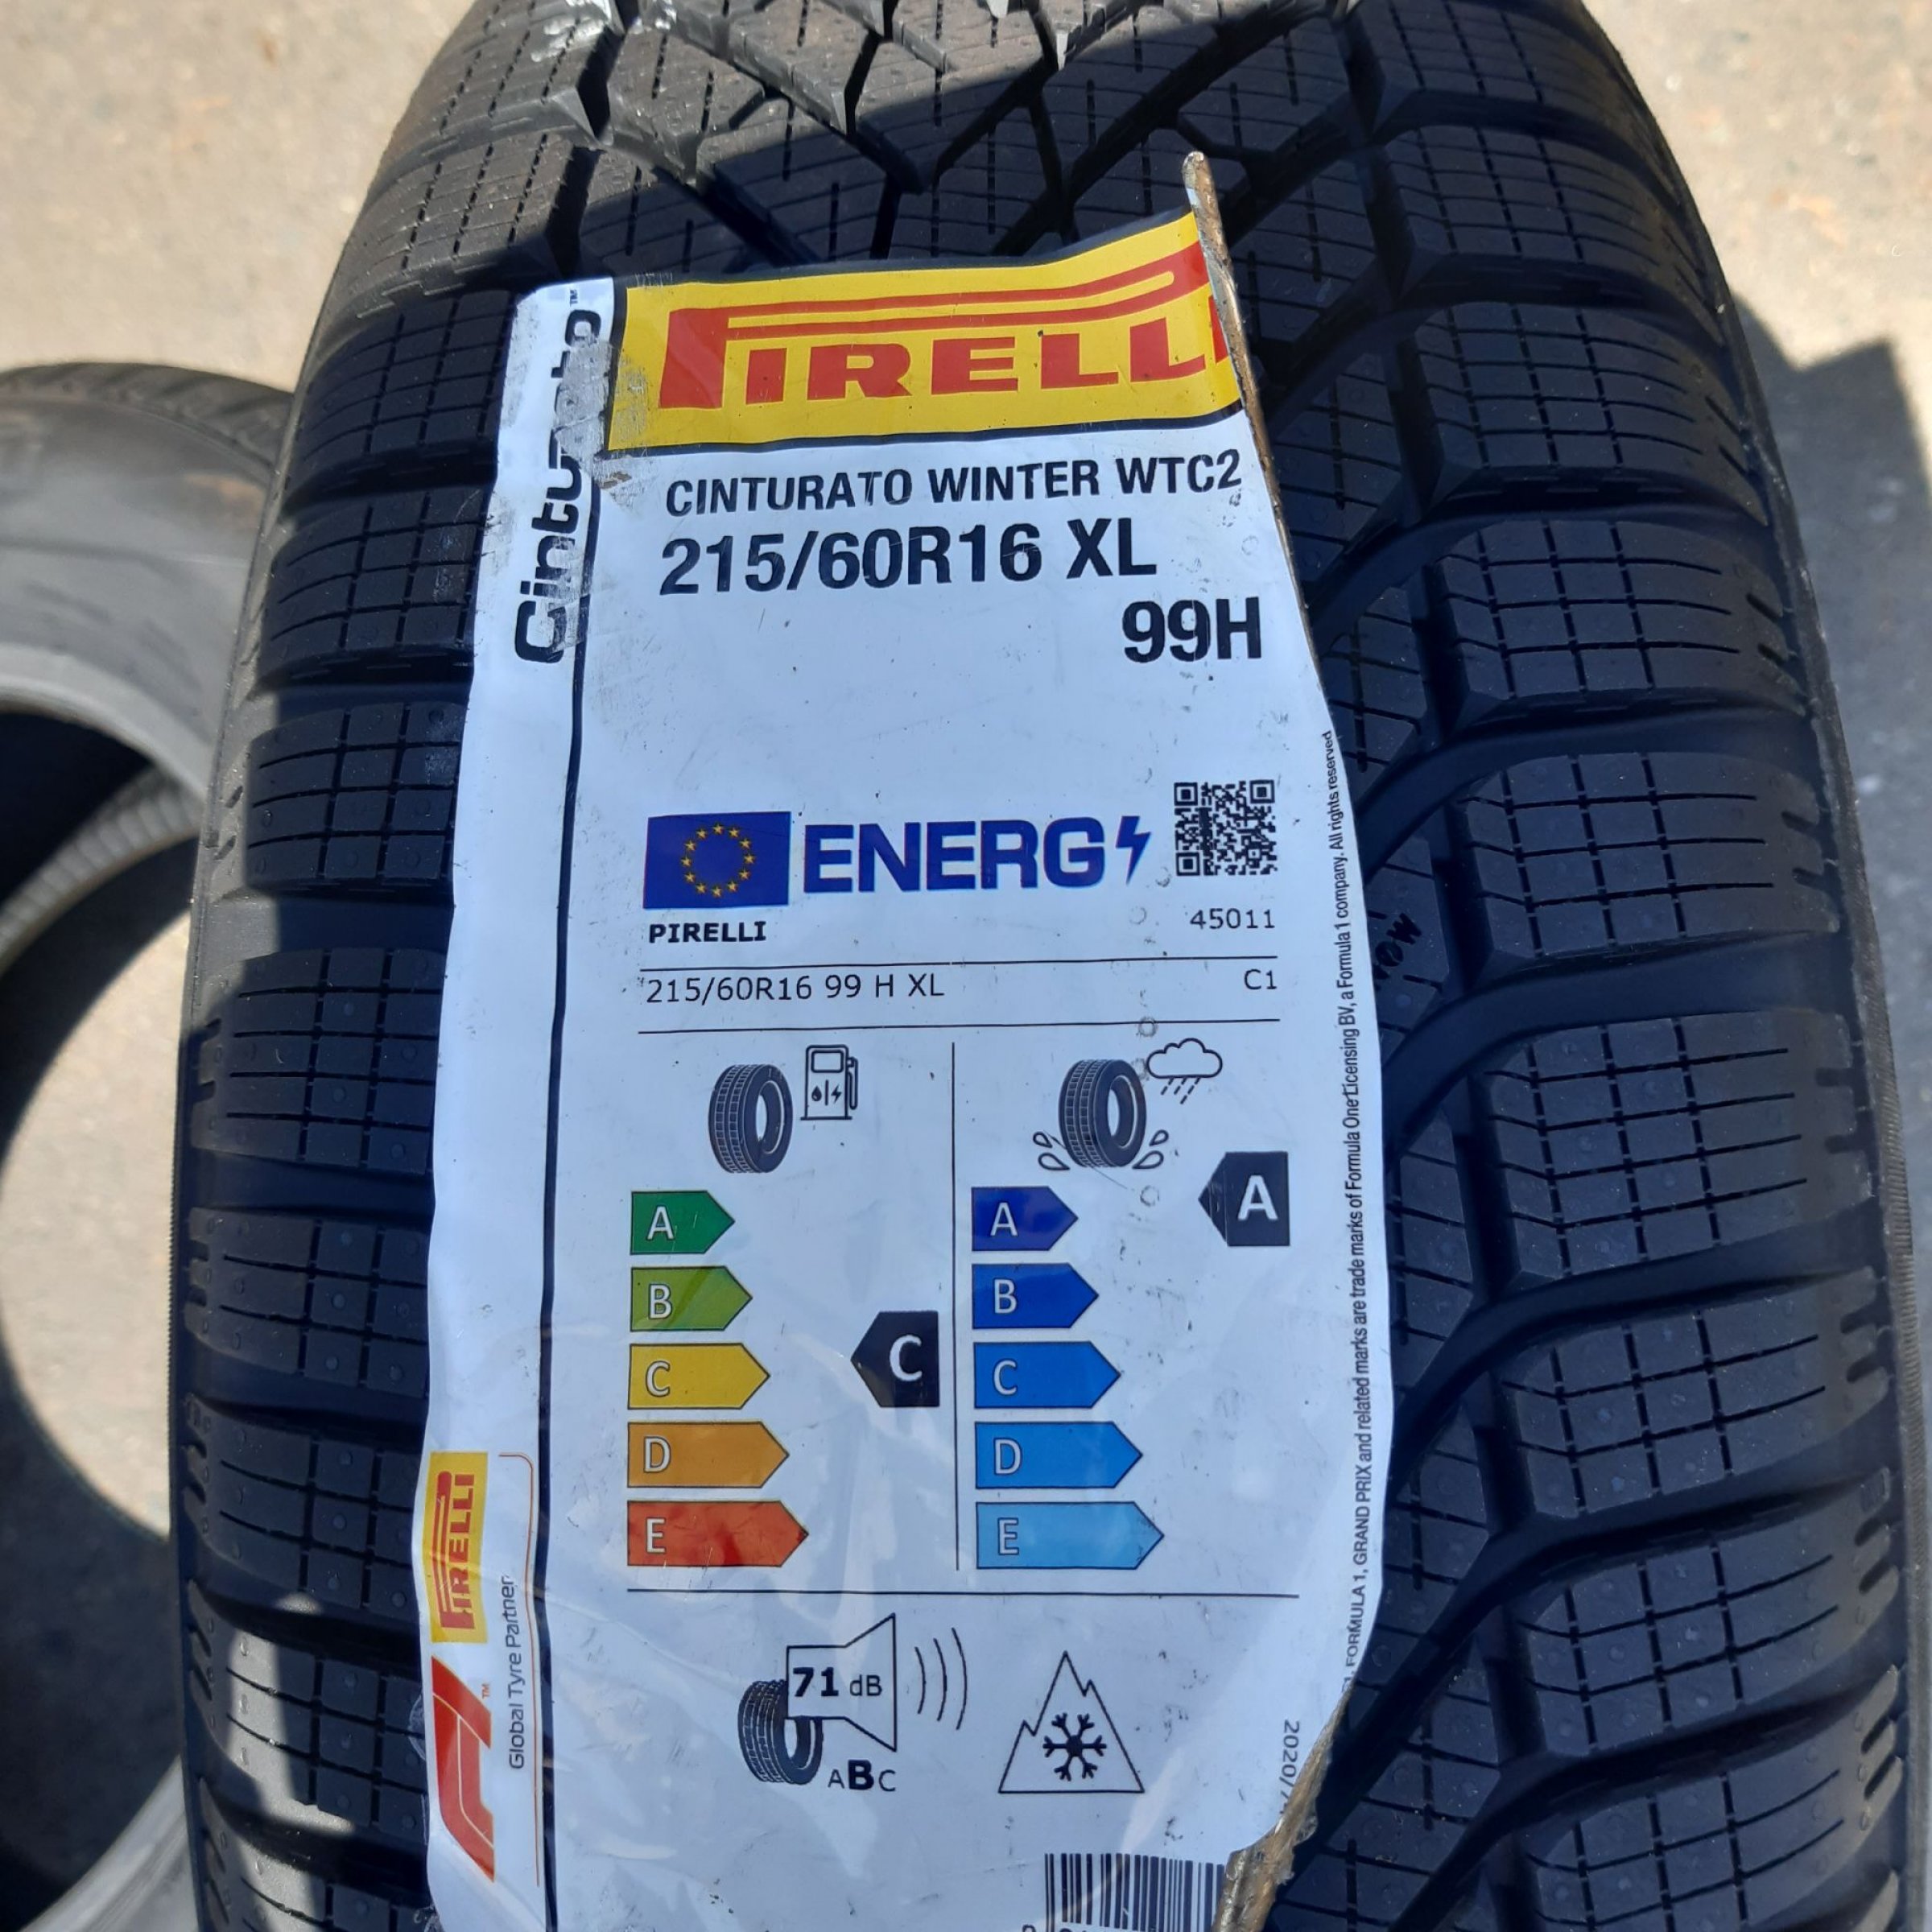 PIRELLI
Cinturato™
CINTURATO WINTER WTC2
215/60R16 XL
99H
ENERG
PIRELLI
45011
215/60R16 99 H XL
C1
A
A
A
B
B
C
C
C
D
D
E
E
71 dB
ABC
PIRELLI
F1™
Global Tyre Partner
FORMULA 1, GRAND PRIX and related marks are trade marks of Formula One Licensing BV, a Formula 1 company. All rights reserved